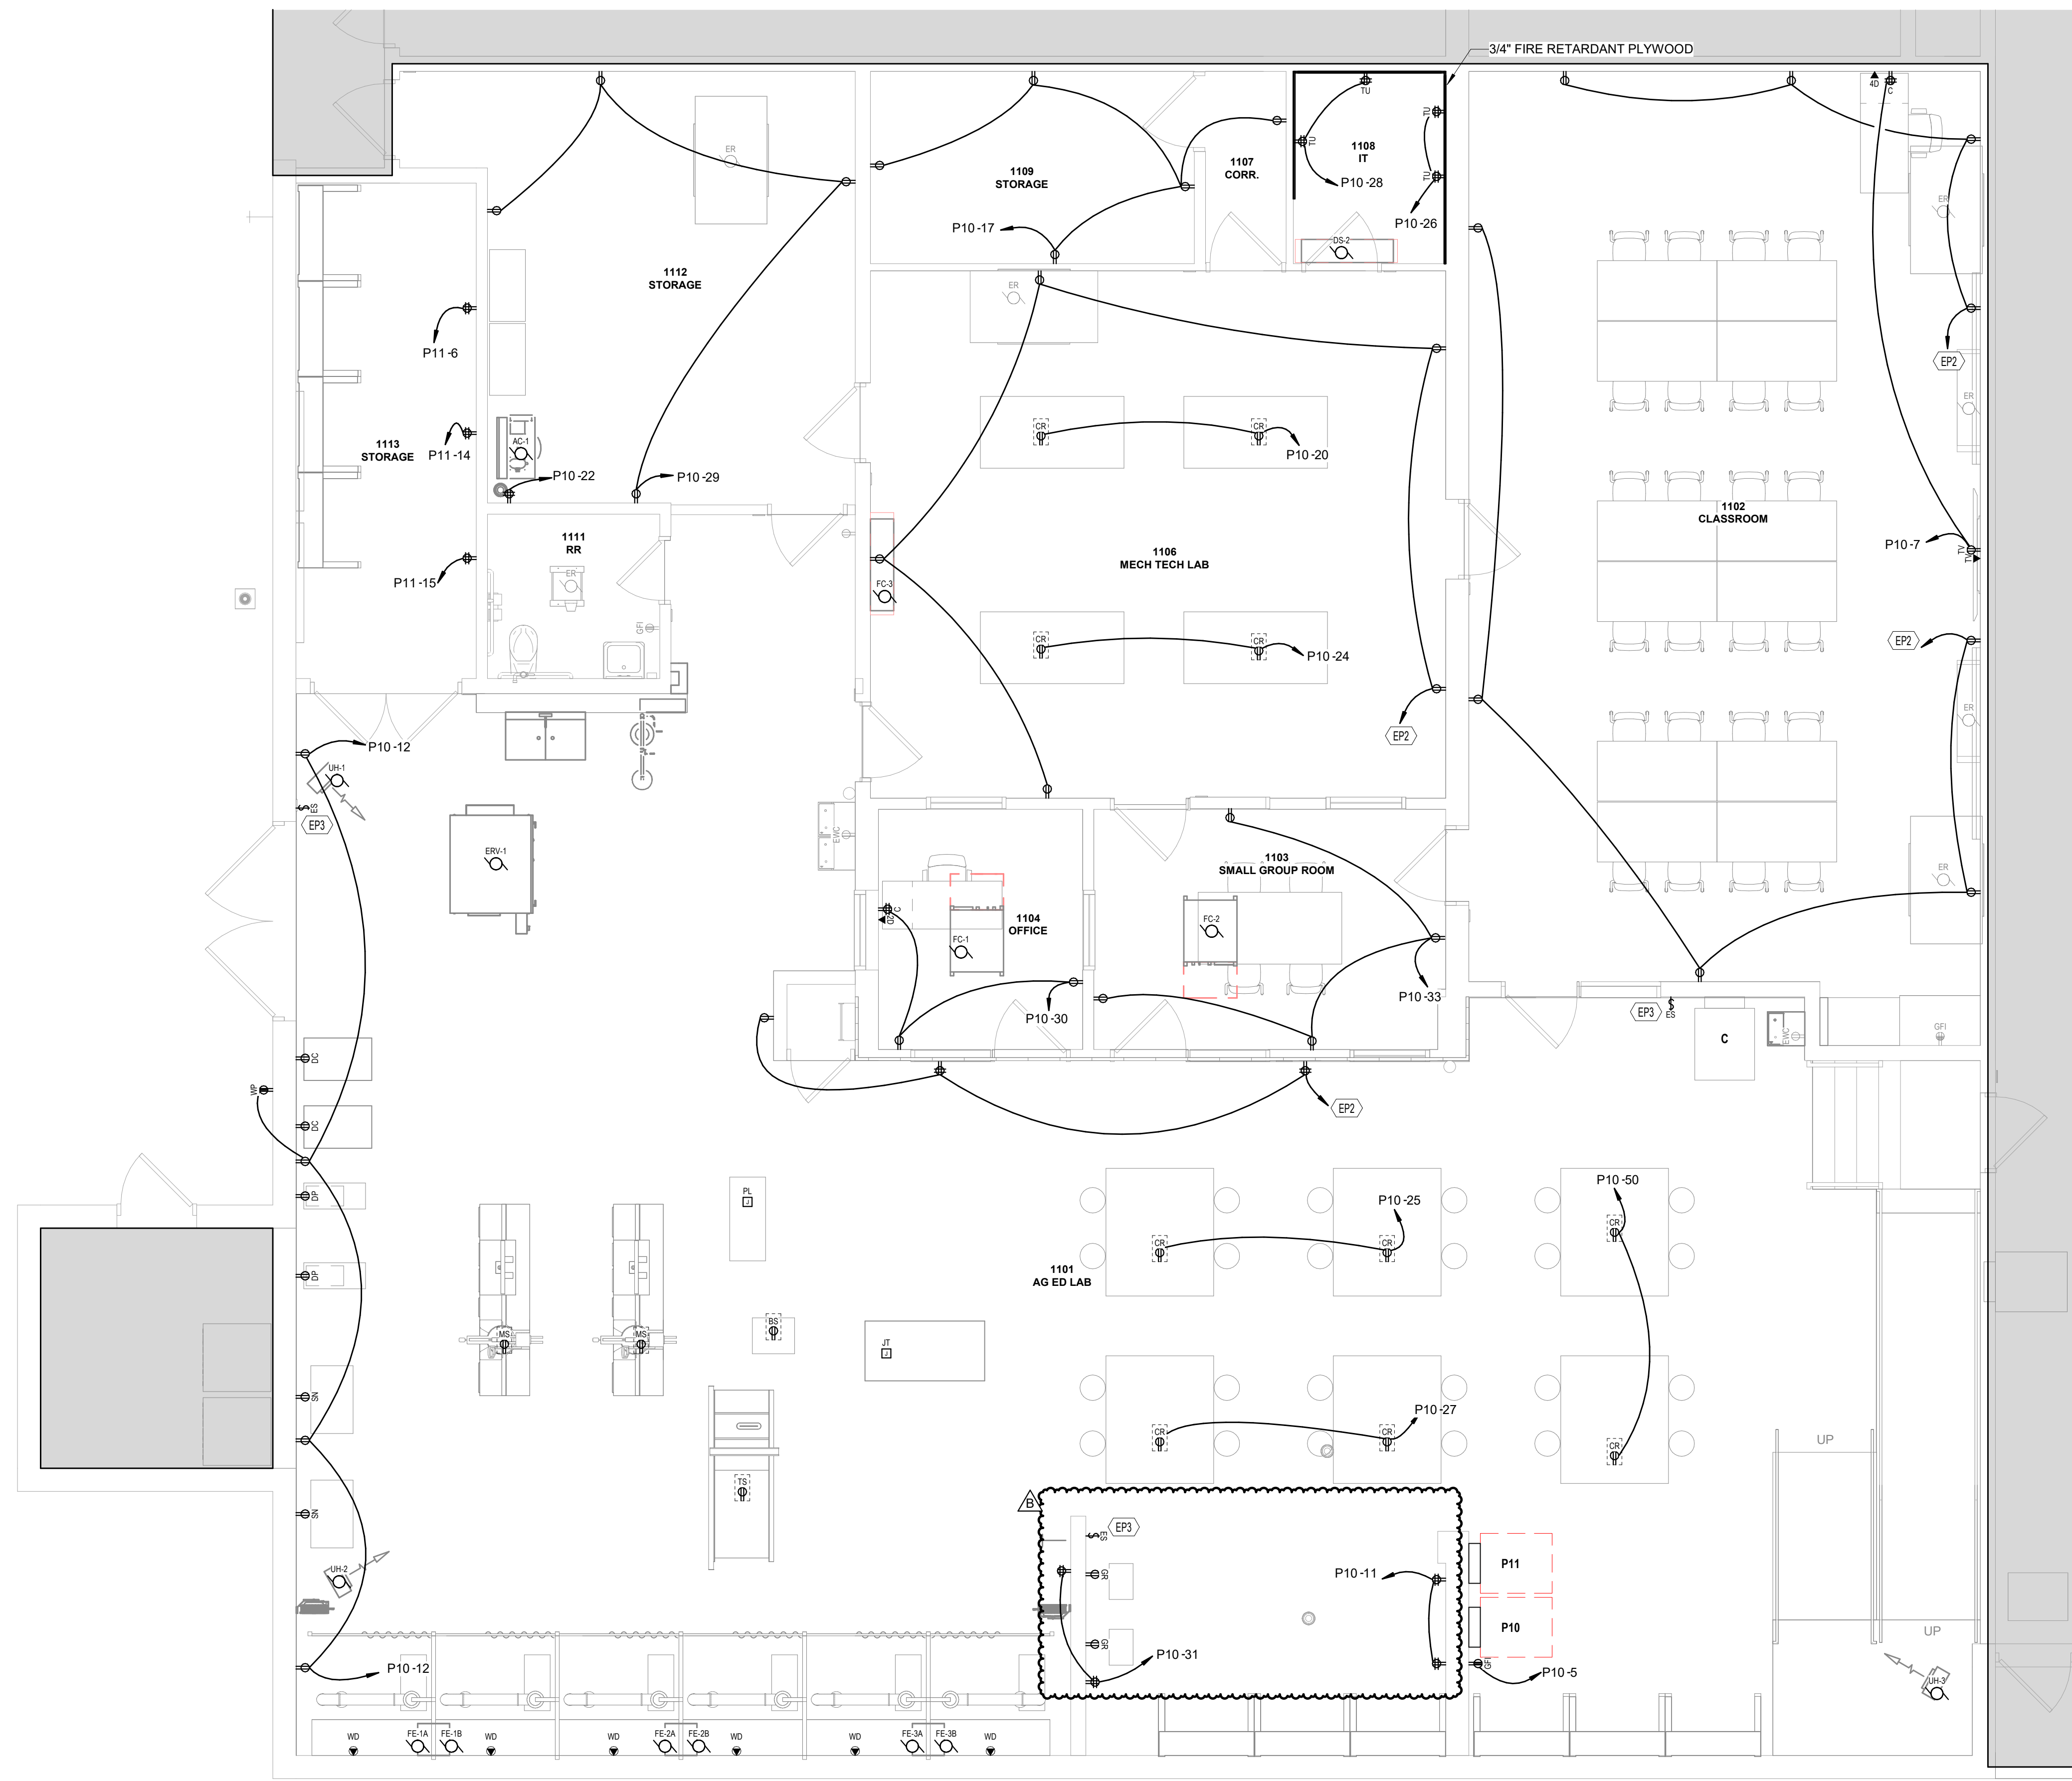 3/4" FIRE RETARDANT PLYWOOD
TU
4D
C
TU
TU
TU
ER
1109
STORAGE
1107
CORR.
1108
IT
P10-28
P10-26
P10-17
DS-2
ER
1112
STORAGE
ER
P11-6
EP2
ER
1113
STORAGE
P11-14
AC-1
P10-22
P10-29
CR
CR
P10-20
1102
CLASSROOM
1111
RR
P10-7
TV
TV
1106
MECH TECH LAB
P11-15
ER
FC-3
GFI
CR
CR
P10-24
EP2
ER
EP2
P10-12
UH-1
ES
EP3
EWC
ERV-1
1103
SMALL GROUP ROOM
ER
C
2D
1104
OFFICE
FC-1
FC-2
P10-33
P10-30
EP3
ES
C
EWC
GFI
DC
WP
DC
EP2
DP
PL
J
P10-25
P10-50
CR
CR
CR
DP
1101
AG ED LAB
MS
MS
BS
JT
J
SN
P10-27
CR
CR
CR
UP
TS
SN
B
ES
EP3
P11
P10-11
GR
UH-2
P10
UP
GR
P10-31
GFI
P10-5
P10-12
UH-3
WD
FE-1A
FE-1B
WD
WD
FE-2A
FE-2B
WD
WD
FE-3A
FE-3B
WD